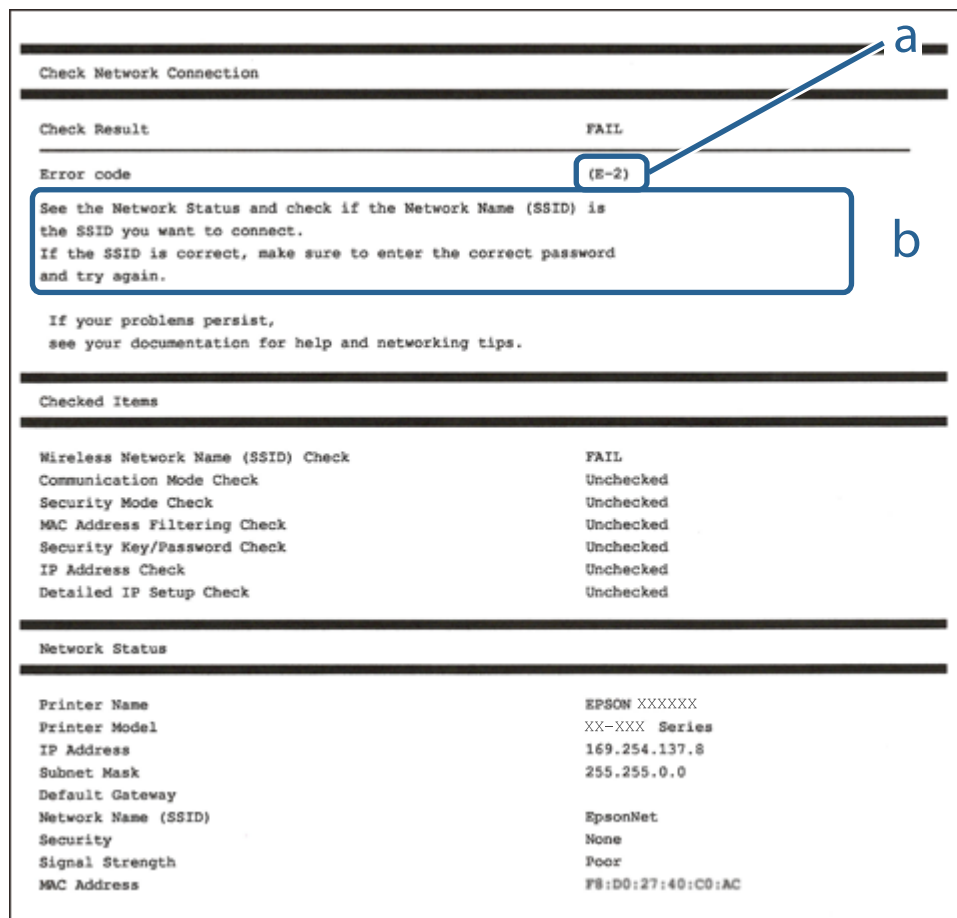 a
Check Network Connection
Check Result FAIL
Error code (E-2)
See the Network Status and check if the Network Name (SSID) is
the SSID you want to connect.
If the SSID is correct, make sure to enter the correct password
and try again.
b
If your problems persist,
see your documentation for help and networking tips.
Checked Items
Wireless Network Name (SSID) Check FAIL
Communication Mode Check Unchecked
Security Mode Check Unchecked
MAC Address Filtering Check Unchecked
Security Key/Password Check Unchecked
IP Address Check Unchecked
Detailed IP Setup Check Unchecked
Network Status
Printer Name EPSON XXXXXX
Printer Model XX-XXX Series
IP Address 169.254.137.8
Subnet Mask 255.255.0.0
Default Gateway
Network Name (SSID) EpsonNet
Security None
Signal Strength Poor
MAC Address F8:D0:27:40:C0:AC